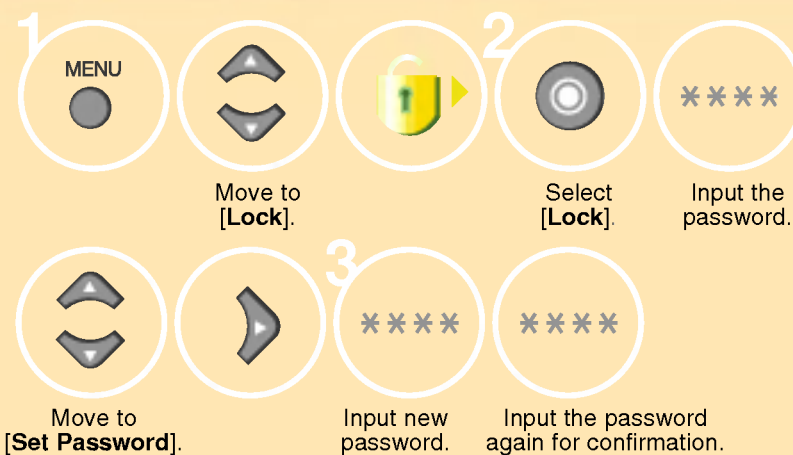 1
MENU
Move to
[Lock].
2
Select
[Lock].
****
Input the
password.
Move to
[Set Password].
3
****
Input new
password.
****
Input the password
again for confirmation.